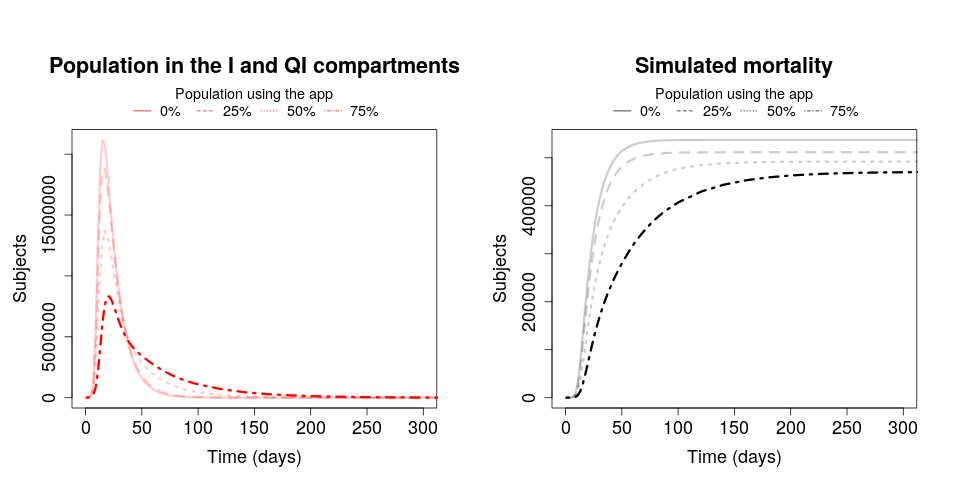 Population in the I and QI compartments
Population using the app
0% 25% 50% 75%
Subjects
0 5000000 15000000
0 50 100 150 200 250 300
Time (days)
Simulated mortality
Population using the app
0% 25% 50% 75%
Subjects
0 200000 400000
0 50 100 150 200 250 300
Time (days)